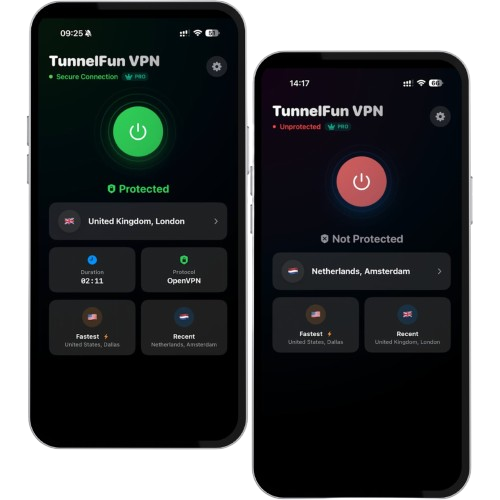 09:25
58
TunnelFun VPN
Secure Connection PRO
Protected
United Kingdom, London
Duration
02:11
Protocol
OpenVPN
Fastest
United States, Dallas
Recent
Netherlands, Amsterdam
14:17
66
TunnelFun VPN
Unprotected PRO
Not Protected
Netherlands, Amsterdam
Fastest
United States, Dallas
Recent
United Kingdom, London